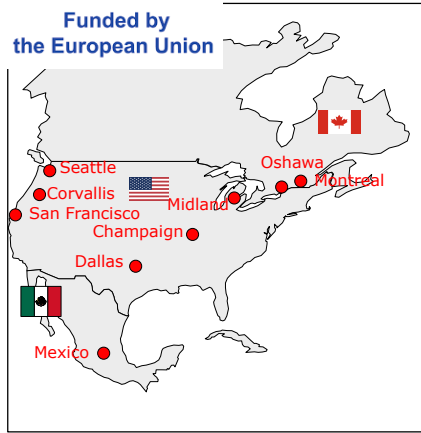 Funded by
the European Union
Oshawa
Seattle
Montreal
Corvallis
Midland
San Francisco
Champaign
Dallas
Mexico